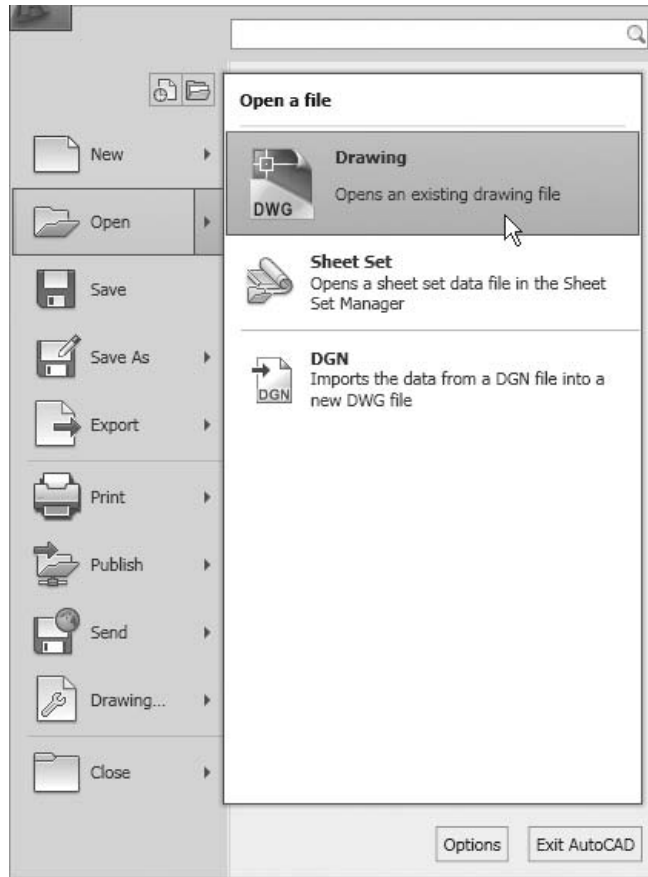 Open a file
New
Drawing
Opens an existing drawing file
DWG
Open
Sheet Set
Opens a sheet set data file in the Sheet
Set Manager
Save
DGN
Imports the data from a DGN file into a
new DWG file
DGN
Save As
Export
Print
Publish
Send
Drawing...
Close
Options
Exit AutoCAD